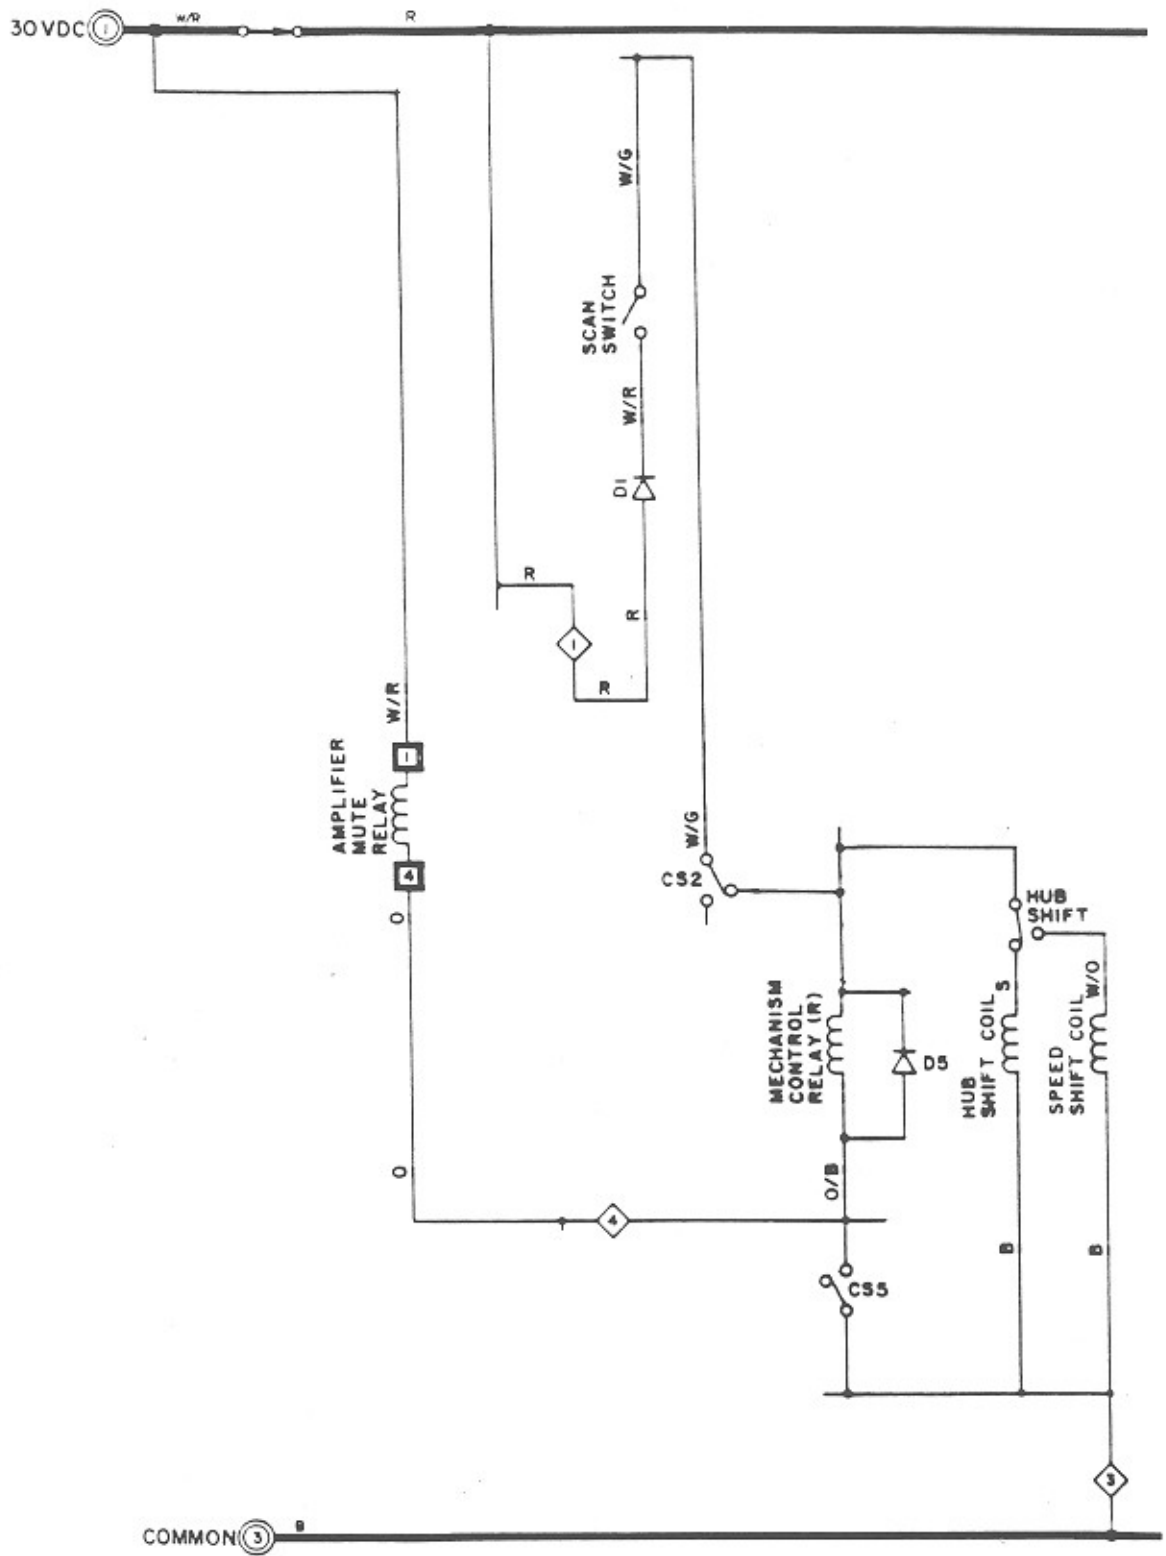 30 VDC 1
W/R
R
W/G
SCAN
SWITCH
W/R
D1
R
R
1
R
W/R
AMPLIFIER
MUTE
RELAY
1
4
O
W/G
CS2
HUB
SHIFT
MECHANISM
CONTROL
RELAY (R)
D5
S
HUB
SHIFT COIL
W/O
SPEED
SHIFT COIL
O
O/B
4
B
B
CS5
3
COMMON 3
B